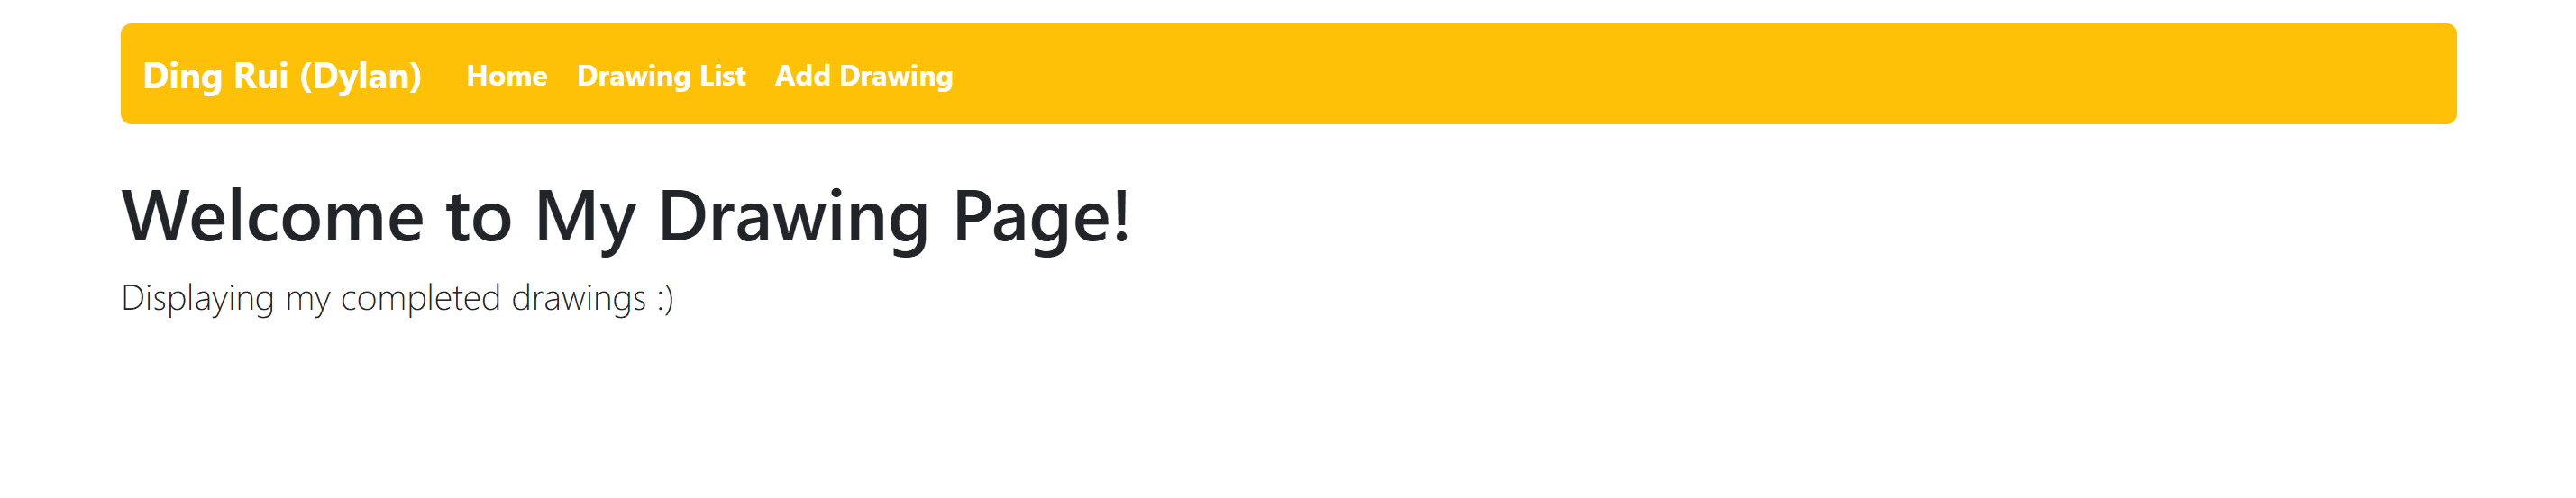 Ding Rui (Dylan) Home Drawing List Add Drawing
Welcome to My Drawing Page!
Displaying my completed drawings :)